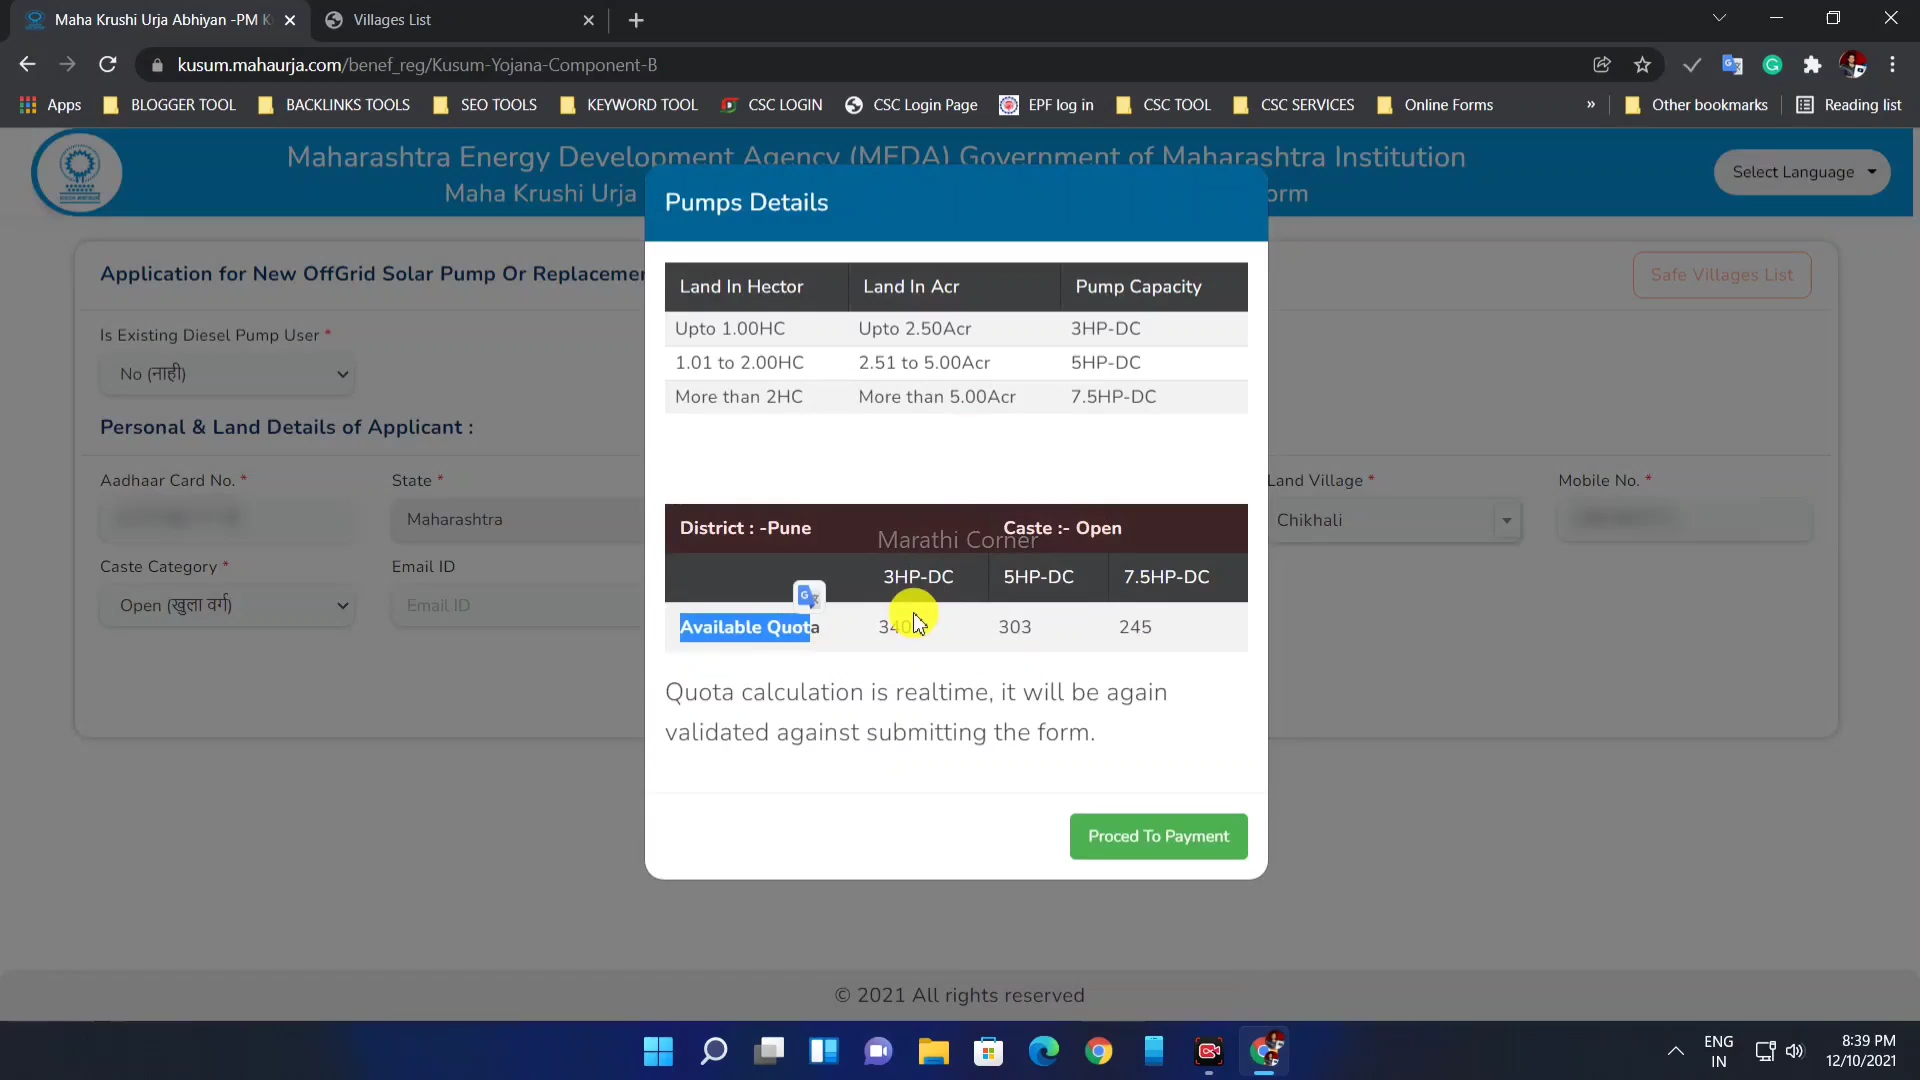 Maha Krushi Urja Abhiyan -PM K
Villages List
kusum.mahaurja.com/benef_reg/Kusum-Yojana-Component-B
Apps
BLOGGER TOOL
BACKLINKS TOOLS
SEO TOOLS
KEYWORD TOOL
CSC LOGIN
CSC Login Page
EPF log in
CSC TOOL
CSC SERVICES
Online Forms
»
Other bookmarks
Reading list
Maharashtra Energy Development Agency (MEDA) Government of Maharashtra Institution
Maha Krushi Urja
orm
Select Language
Pumps Details
Application for New OffGrid Solar Pump Or Replacemen
Safe Villages List
Land In Hector Land In Acr Pump Capacity
Upto 1.00HC Upto 2.50Acr 3HP-DC
1.01 to 2.00HC 2.51 to 5.00Acr 5HP-DC
More than 2HC More than 5.00Acr 7.5HP-DC
Is Existing Diesel Pump User *
No (नाही)
Personal & Land Details of Applicant :
Aadhaar Card No. *
State *
Maharashtra
Land Village *
Chikhali
Mobile No. *
Caste Category *
Open (खुला वर्ग)
Email ID
Email ID
District : -Pune Caste :- Open
Marathi Corner
3HP-DC 5HP-DC 7.5HP-DC
Available Quota 303 245
Quota calculation is realtime, it will be again
validated against submitting the form.
Proced To Payment
© 2021 All rights reserved
ENG
IN
8:39 PM
12/10/2021